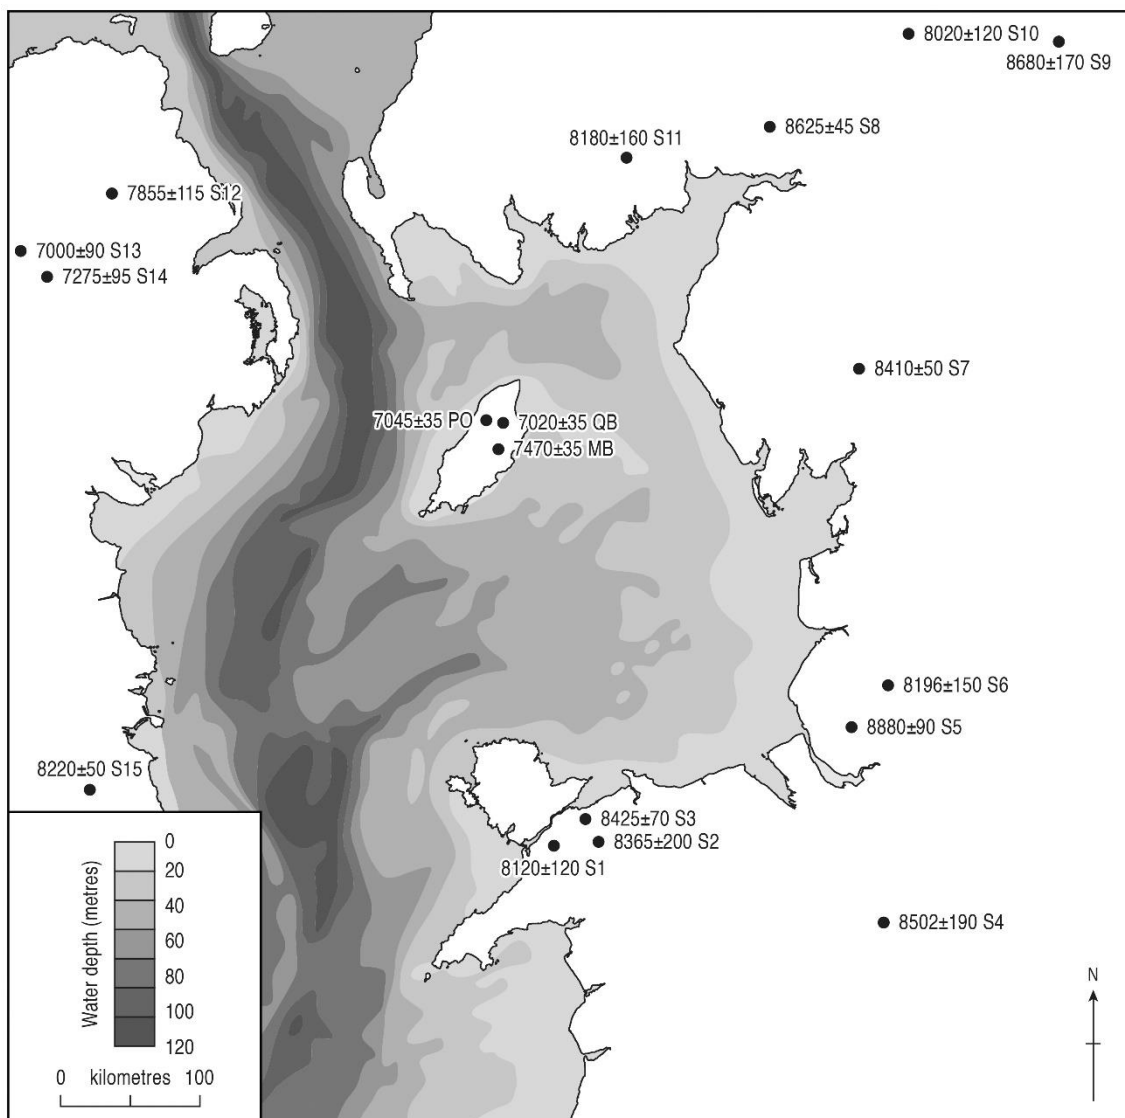 8020±120 S10
8680±170 S9
8625±45 S8
8180±160 S11
7855±115 S12
7000±90 S13
7275±95 S14
8410±50 S7
7045±35 PO
7020±35 QB
7470±35 MB
8196±150 S6
8880±90 S5
8220±50 S15
8425±70 S3
8365±200 S2
8120±120 S1
8502±190 S4
Water depth (metres)
0
20
40
60
80
100
120
0 kilometres 100
N